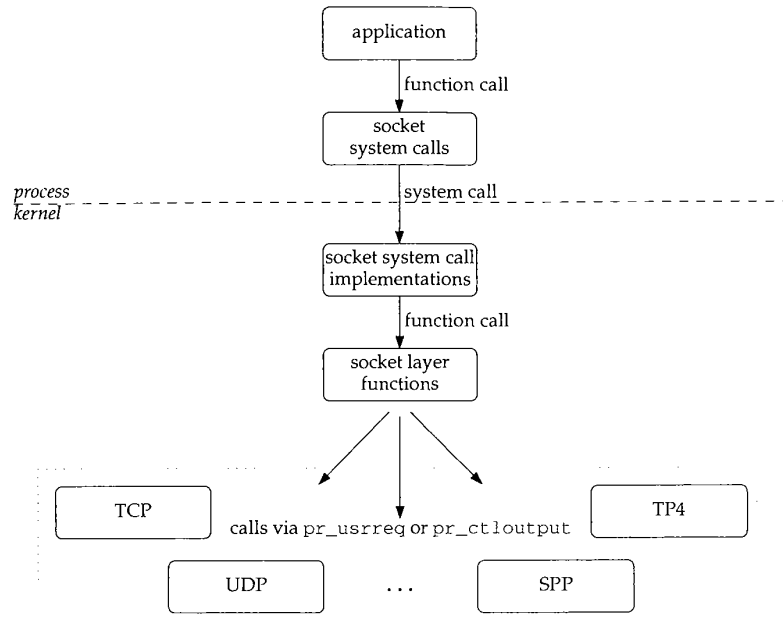 application
function call
socket
system calls
process
system call
kernel
socket system call
implementations
function call
socket layer
functions
TCP
TP4
calls via pr_usrreq or pr_ctloutput
UDP
...
SPP